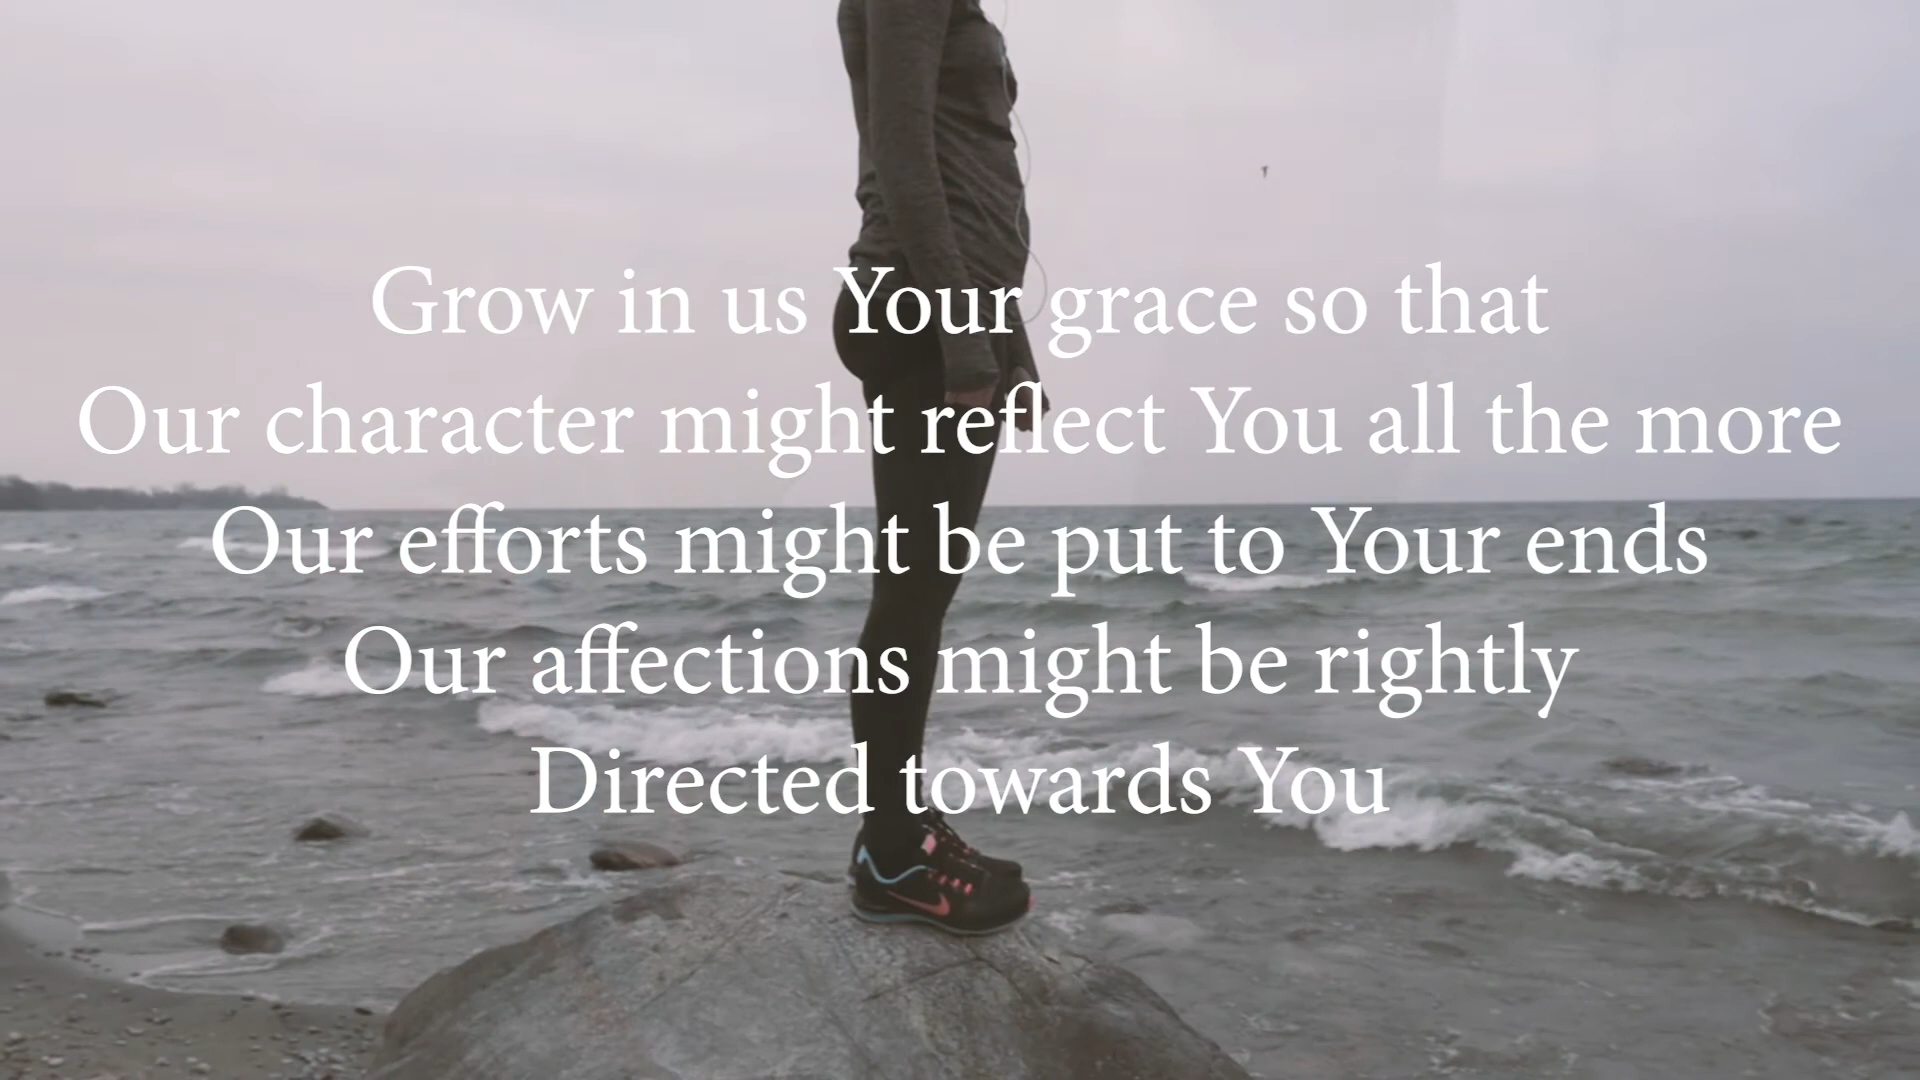 Grow in us Your grace so that
Our character might reflect You all the more
Our efforts might be put to Your ends
Our affections might be rightly
Directed towards You